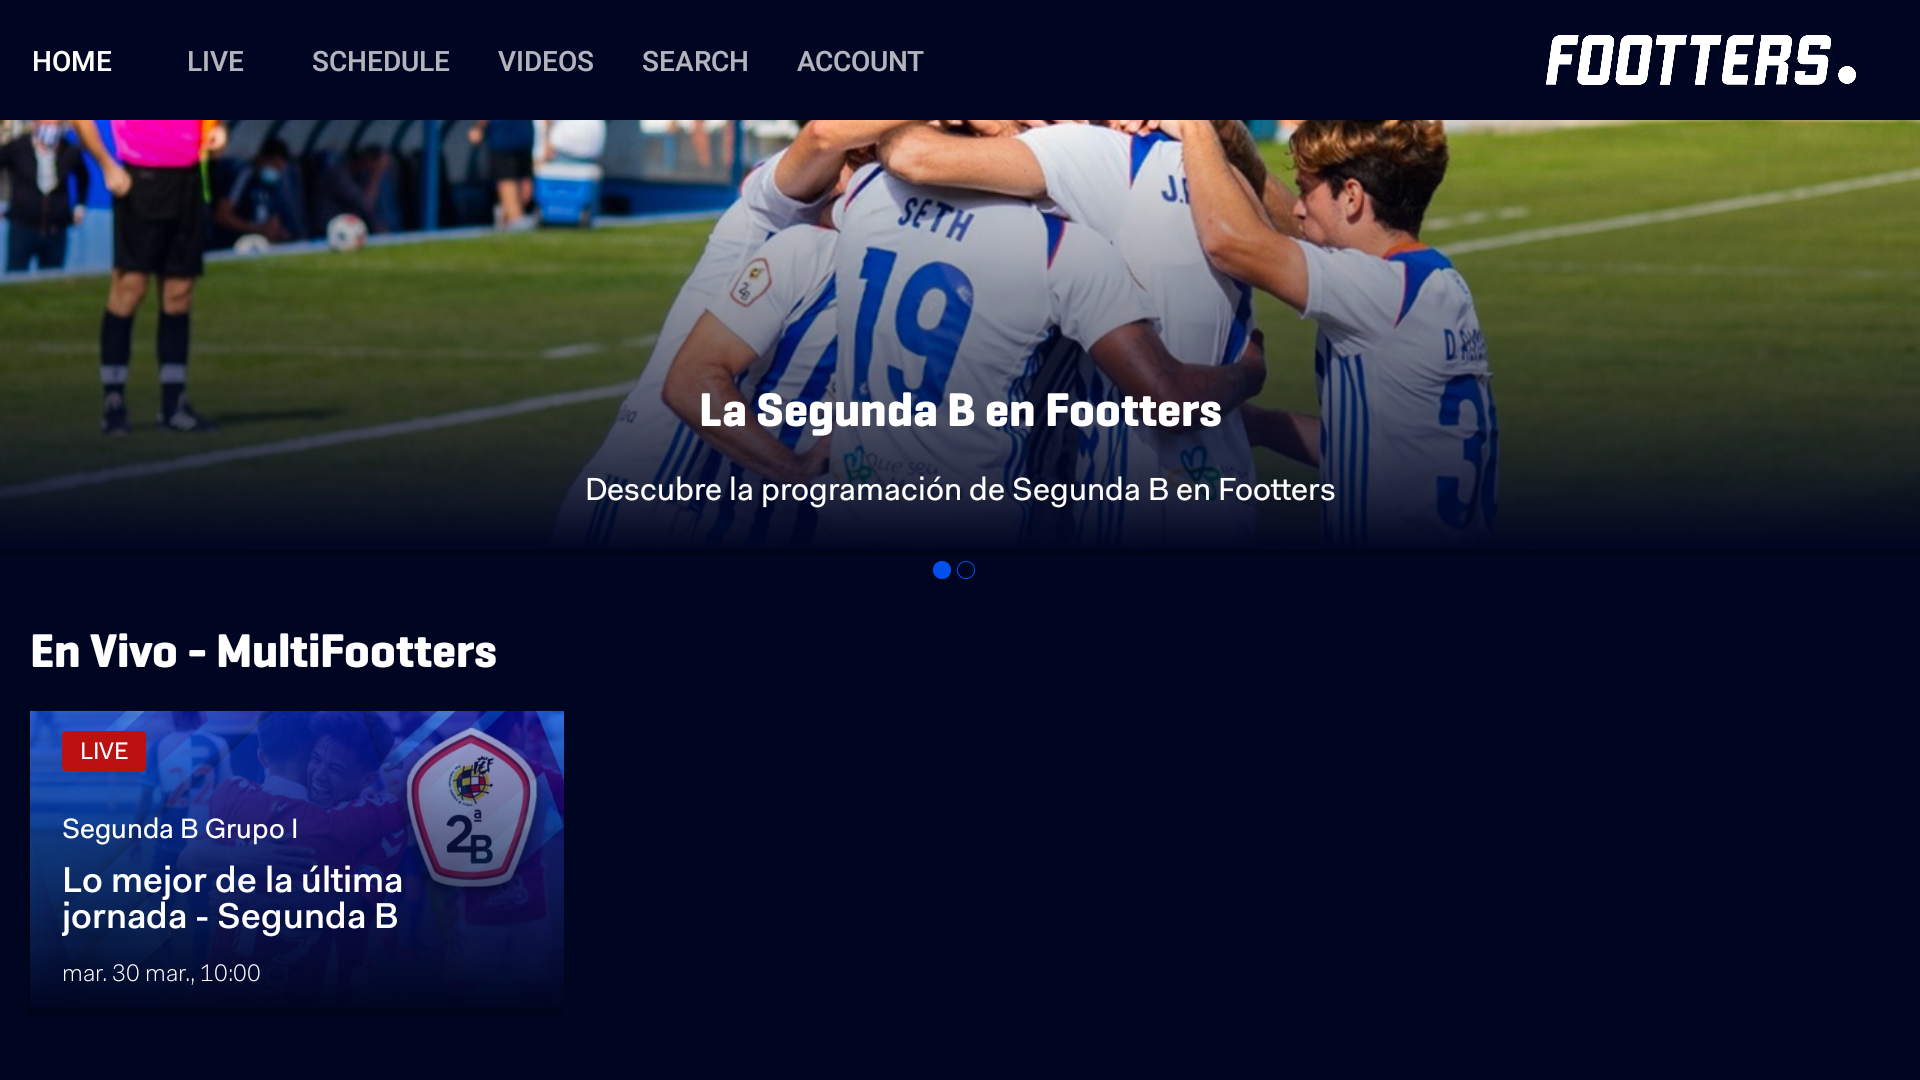 HOME LIVE SCHEDULE VIDEOS SEARCH ACCOUNT FOOTTERS.
SETH
19
La Segunda B en Footters
Descubre la programación de Segunda B en Footters
En Vivo - MultiFootters
LIVE
2ª B
Segunda B Grupo I
Lo mejor de la última
jornada - Segunda B
mar. 30 mar., 10:00